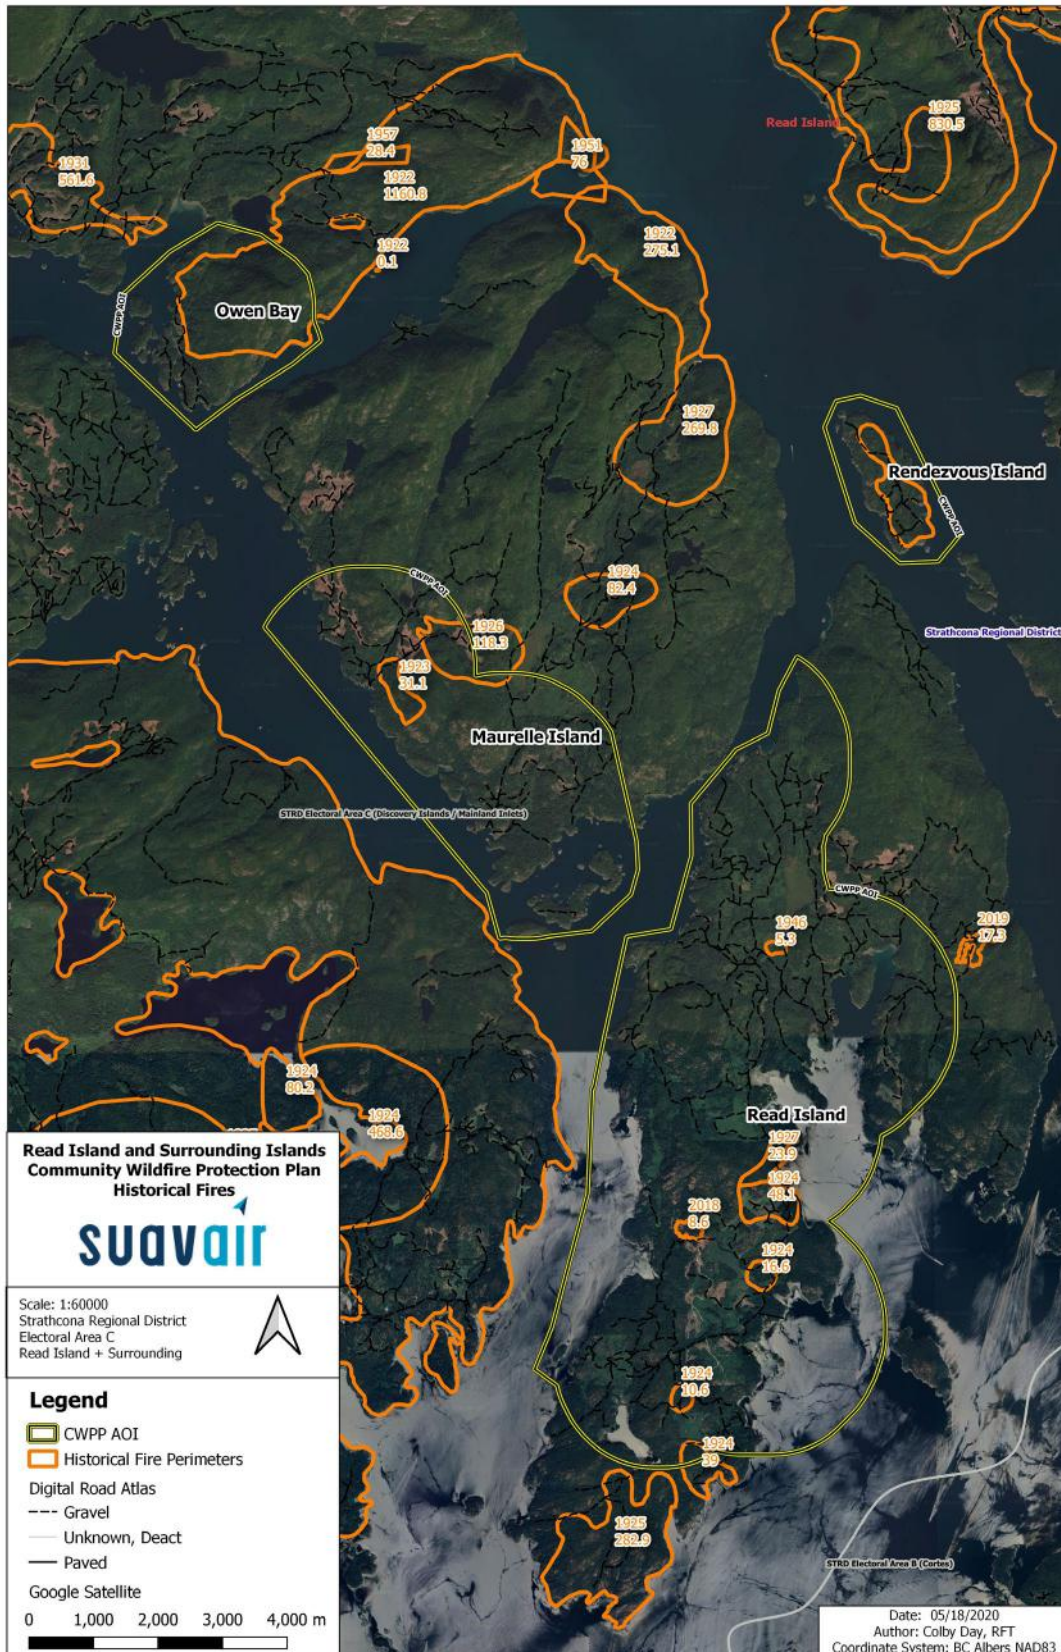 1925
830.5
Read Island
1957
28.4
1951
76
1931
561.6
1922
1160.8
1922
275.1
1922
0.1
CWPP AOI
Owen Bay
1927
269.8
Rendezvous Island
CWPP AOI
1924
82.4
CWPP AOI
1926
118.3
Strathcona Regional District
1923
31.1
Maurelle Island
STRD Electoral Area C (Discovery Islands / Mainland Inlets)
CWPP AOI
1946
5.3
2019
17.3
1924
80.2
1924
468.6
Read Island
1927
23.9
1924
48.1
2018
8.6
1924
16.6
1924
10.6
1924
39
1925
282.9
STRD Electoral Area B (Cortes)
Read Island and Surrounding Islands
Community Wildfire Protection Plan
Historical Fires
suavair
Scale: 1:60000
Strathcona Regional District
Electoral Area C
Read Island + Surrounding
Legend
CWPP AOI
Historical Fire Perimeters
Digital Road Atlas
Gravel
Unknown, Deact
Paved
Google Satellite
0 1,000 2,000 3,000 4,000 m
Date: 05/18/2020
Author: Colby Day, RFT
Coordinate System: BC Albers NAD83